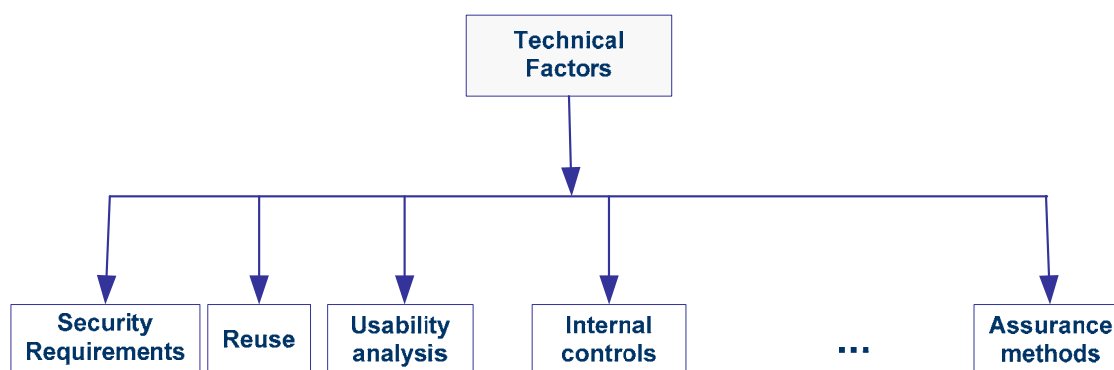 Technical
Factors
Security
Requirements
Reuse
Usability
analysis
Internal
controls
...
Assurance
methods